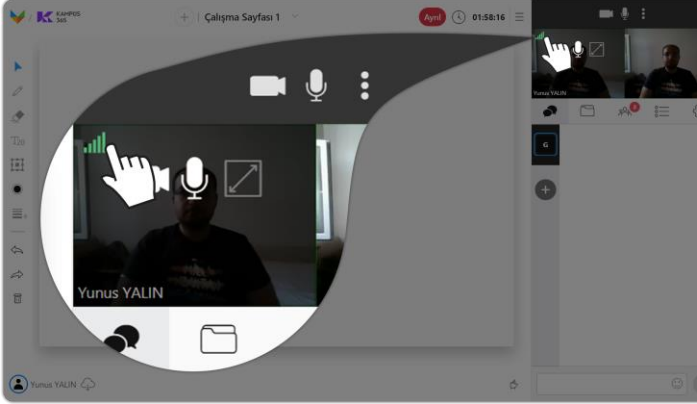 KAMPÜS
365
Çalışma Sayfası 1
Ayrıl
01:58:16
Yunus YALIN
G
Yunus YALIN
Yunus YALIN